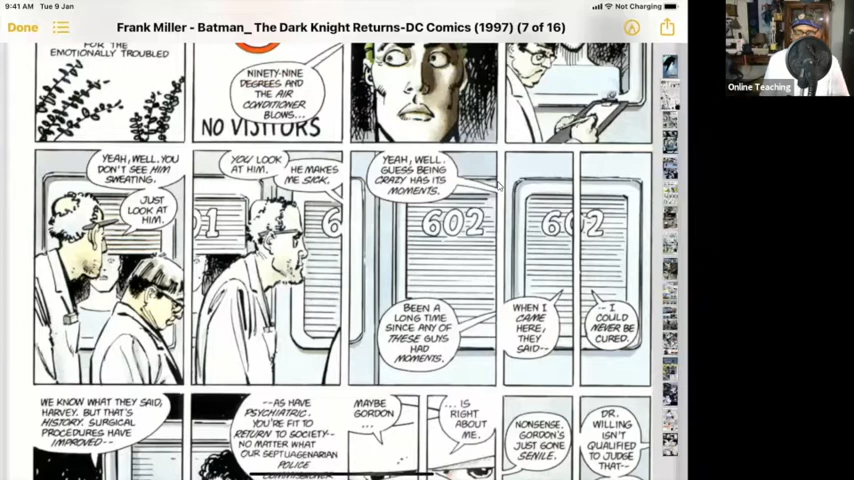 9:41 AM Tue 9 Jan
Not Charging
Done
Frank Miller - Batman_ The Dark Knight Returns-DC Comics (1997) (7 of 16)
Online Teaching
FOR THE
EMOTIONALLY TROUBLED
NINETY-NINE
DEGREES AND
THE AIR
CONDITIONER
BLOWS...
NO VISITORS
YEAH, WELL. YOU
DON'T SEE HIM
SWEATING.
JUST
LOOK AT
HIM.
01
YOU LOOK
AT HIM.
HE MAKES
ME SICK.
6
YEAH, WELL.
GUESS BEING
CRAZY HAS ITS
MOMENTS.
602
BEEN A
LONG TIME
SINCE ANY OF
THESE GUYS
HAD
MOMENTS.
602
WHEN I
CAME
HERE,
THEY
SAID--
-- I
COULD
NEVER BE
CURED.
WE KNOW WHAT THEY SAID,
HARVEY. BUT THAT'S
HISTORY. SURGICAL
PROCEDURES HAVE
IMPROVED--
--AS HAVE
PSYCHIATRIC.
YOU'RE FIT TO
RETURN TO SOCIETY--
NO MATTER WHAT
OUR SEPTUAGENARIAN
POLICE
COMMISSIONER
MAYBE
GORDON
...
... IS
RIGHT
ABOUT
ME.
NONSENSE.
GORDON'S
JUST GONE
SENILE.
DR.
WILLING
ISN'T
QUALIFIED
TO JUDGE
THAT--